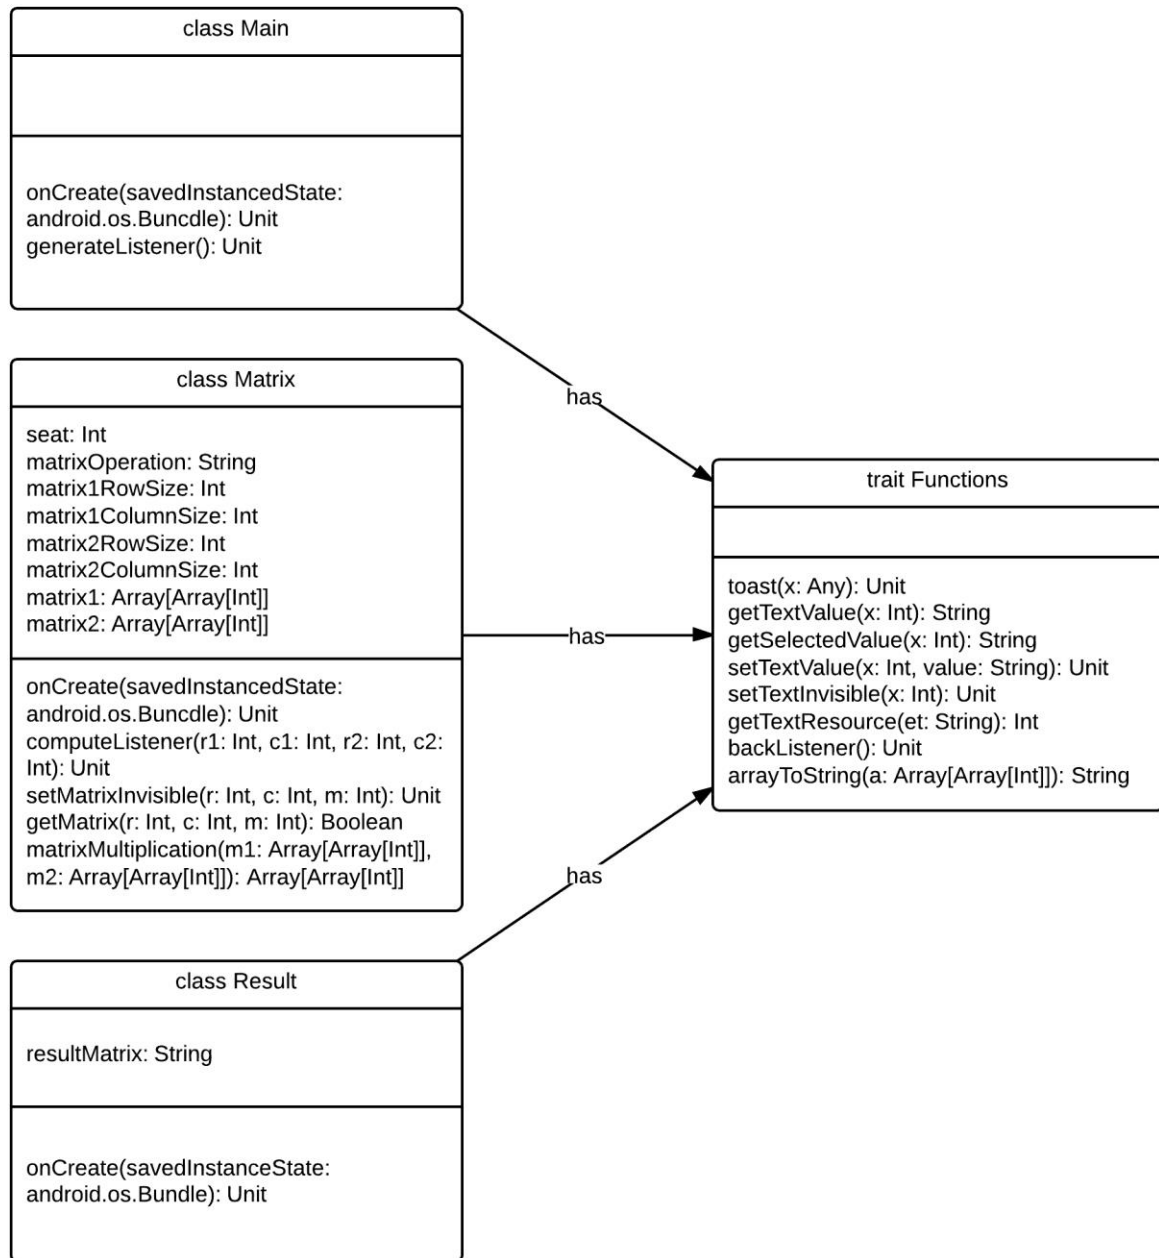 class Main
onCreate(savedInstancedState:
android.os.Buncdle): Unit
generateListener(): Unit
has
class Matrix
seat: Int
matrixOperation: String
matrix1RowSize: Int
matrix1ColumnSize: Int
matrix2RowSize: Int
matrix2ColumnSize: Int
matrix1: Array[Array[Int]]
matrix2: Array[Array[Int]]
onCreate(savedInstancedState:
android.os.Buncdle): Unit
computeListener(r1: Int, c1: Int, r2: Int, c2:
Int): Unit
setMatrixInvisible(r: Int, c: Int, m: Int): Unit
getMatrix(r: Int, c: Int, m: Int): Boolean
matrixMultiplication(m1: Array[Array[Int]],
m2: Array[Array[Int]]): Array[Array[Int]]
has
trait Functions
toast(x: Any): Unit
getTextValue(x: Int): String
getSelectedValue(x: Int): String
setTextValue(x: Int, value: String): Unit
setTextInvisible(x: Int): Unit
getTextResource(et: String): Int
backListener(): Unit
arrayToString(a: Array[Array[Int]]): String
has
class Result
resultMatrix: String
onCreate(savedInstanceState:
android.os.Bundle): Unit